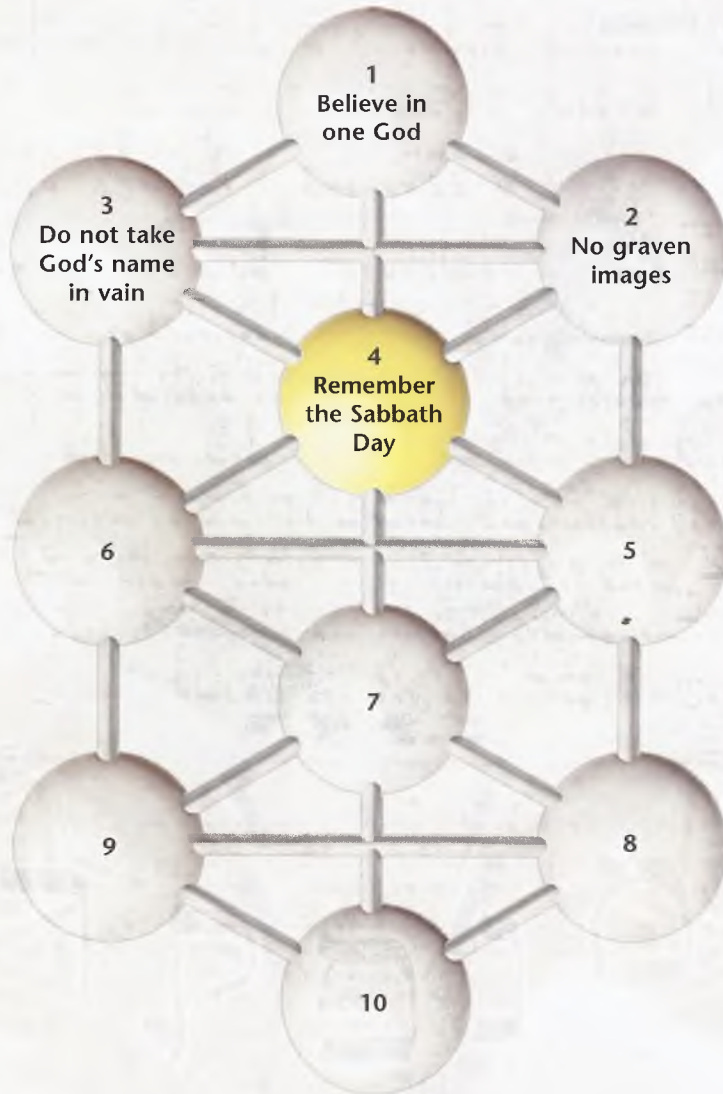 1
Believe in
one God
3
Do not take
God's name
in vain
2
No graven
images
4
Remember
the Sabbath
Day
6
5
7
9
8
10